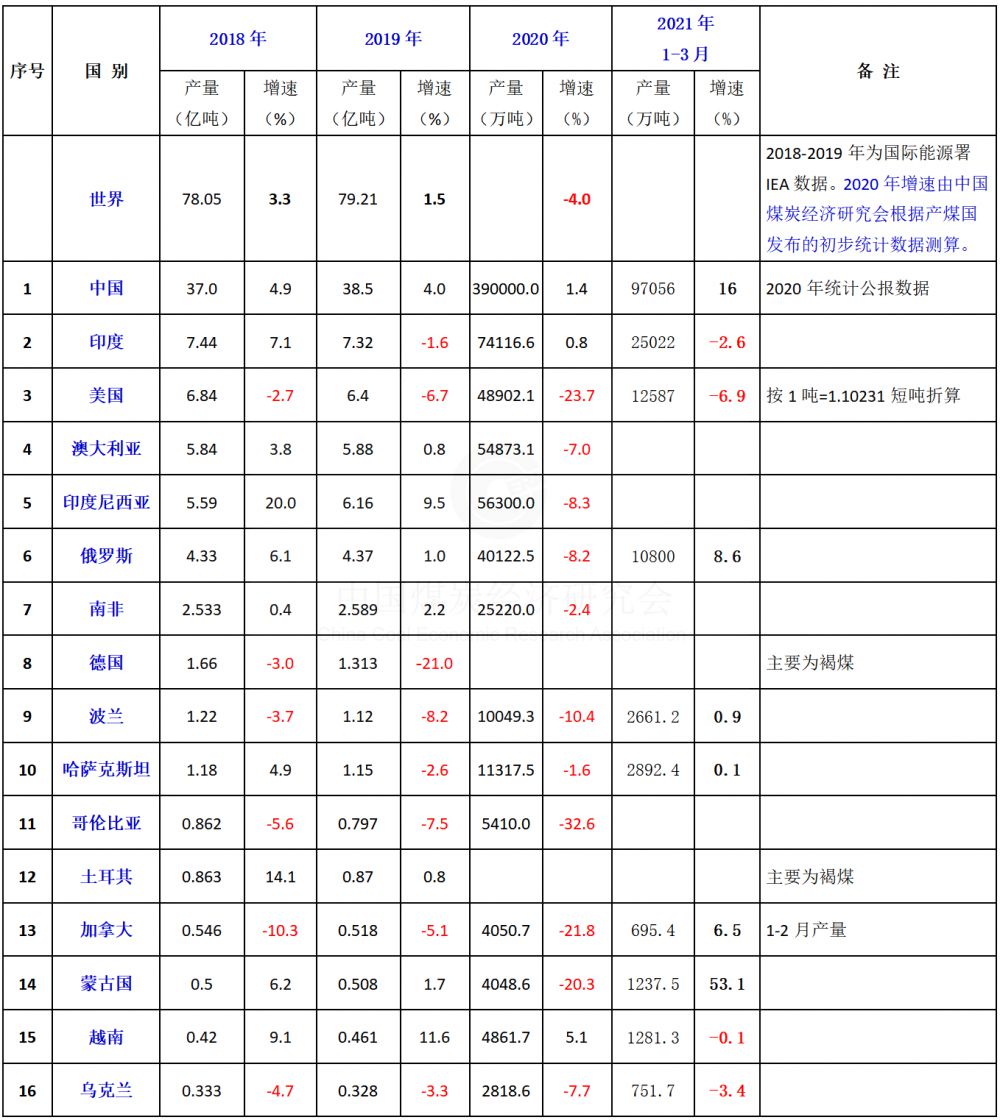 序号 国 别 2018 年 2019 年 2020 年 2021 年 1-3 月 备 注
产量（亿吨） 增速（%） 产量（亿吨） 增速（%） 产量（万吨） 增速（%） 产量（万吨） 增速（%）
世界 78.05 3.3 79.21 1.5 -4.0
2018-2019 年为国际能源署
IEA 数据。2020 年增速由中国
煤炭经济研究会根据产煤国
发布的初步统计数据测算。
1 中国 37.0 4.9 38.5 4.0 390000.0 1.4 97056 16 2020 年统计公报数据
2 印度 7.44 7.1 7.32 -1.6 74116.6 0.8 25022 -2.6
3 美国 6.84 -2.7 6.4 -6.7 48902.1 -23.7 12587 -6.9 按 1 吨=1.10231 短吨折算
4 澳大利亚 5.84 3.8 5.88 0.8 54873.1 -7.0
5 印度尼西亚 5.59 20.0 6.16 9.5 56300.0 -8.3
6 俄罗斯 4.33 6.1 4.37 1.0 40122.5 -8.2 10800 8.6
中国煤炭经济研究会
7 南非 2.533 0.4 2.589 2.2 25220.0 -2.4
China Coal Economic Research Association
8 德国 1.66 -3.0 1.313 -21.0 主要为褐煤
9 波兰 1.22 -3.7 1.12 -8.2 10049.3 -10.4 2661.2 0.9
10 哈萨克斯坦 1.18 4.9 1.15 -2.6 11317.5 -1.6 2892.4 0.1
11 哥伦比亚 0.862 -5.6 0.797 -7.5 5410.0 -32.6
12 土耳其 0.863 14.1 0.87 0.8 主要为褐煤
13 加拿大 0.546 -10.3 0.518 -5.1 4050.7 -21.8 695.4 6.5 1-2 月产量
14 蒙古国 0.5 6.2 0.508 1.7 4048.6 -20.3 1237.5 53.1
15 越南 0.42 9.1 0.461 11.6 4861.7 5.1 1281.3 -0.1
16 乌克兰 0.333 -4.7 0.328 -3.3 2818.6 -7.7 751.7 -3.4